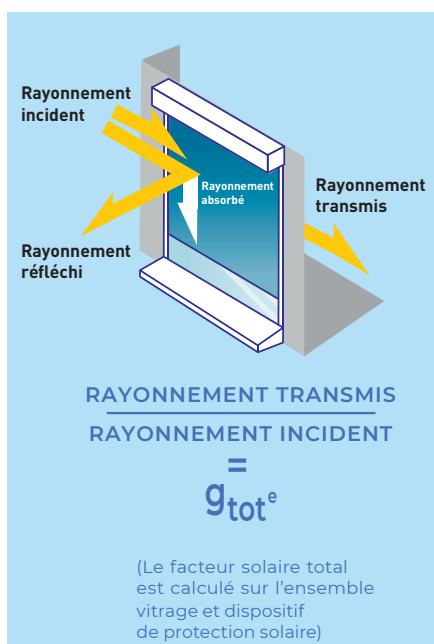 Rayonnement
incident
Rayonnement
absorbé
Rayonnement
transmis
Rayonnement
réfléchi
RAYONNEMENT TRANSMIS
RAYONNEMENT INCIDENT
=
gtotᵉ
(Le facteur solaire total
est calculé sur l’ensemble
vitrage et dispositif
de protection solaire)